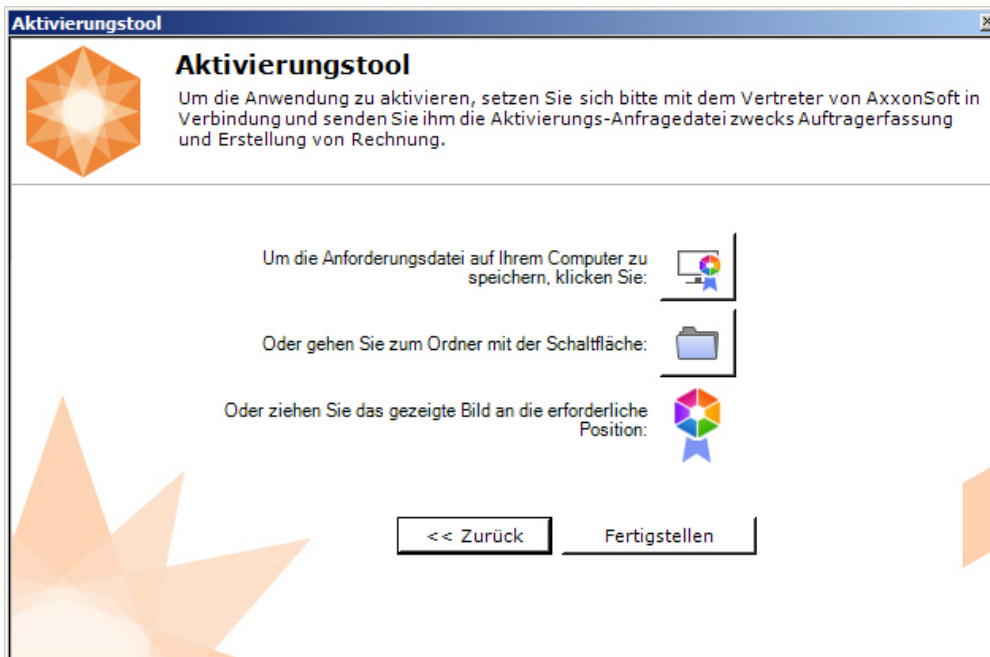 Aktivierungstool
Aktivierungstool
Um die Anwendung zu aktivieren, setzen Sie sich bitte mit dem Vertreter von AxxonSoft in
Verbindung und senden Sie ihm die Aktivierungs-Anfragedatei zwecks Auftragerfassung
und Erstellung von Rechnung.
Um die Anforderungsdatei auf Ihrem Computer zu
speichern, klicken Sie:
Oder gehen Sie zum Ordner mit der Schaltfläche:
Oder ziehen Sie das gezeigte Bild an die erforderliche
Position:
<< Zurück
Fertigstellen